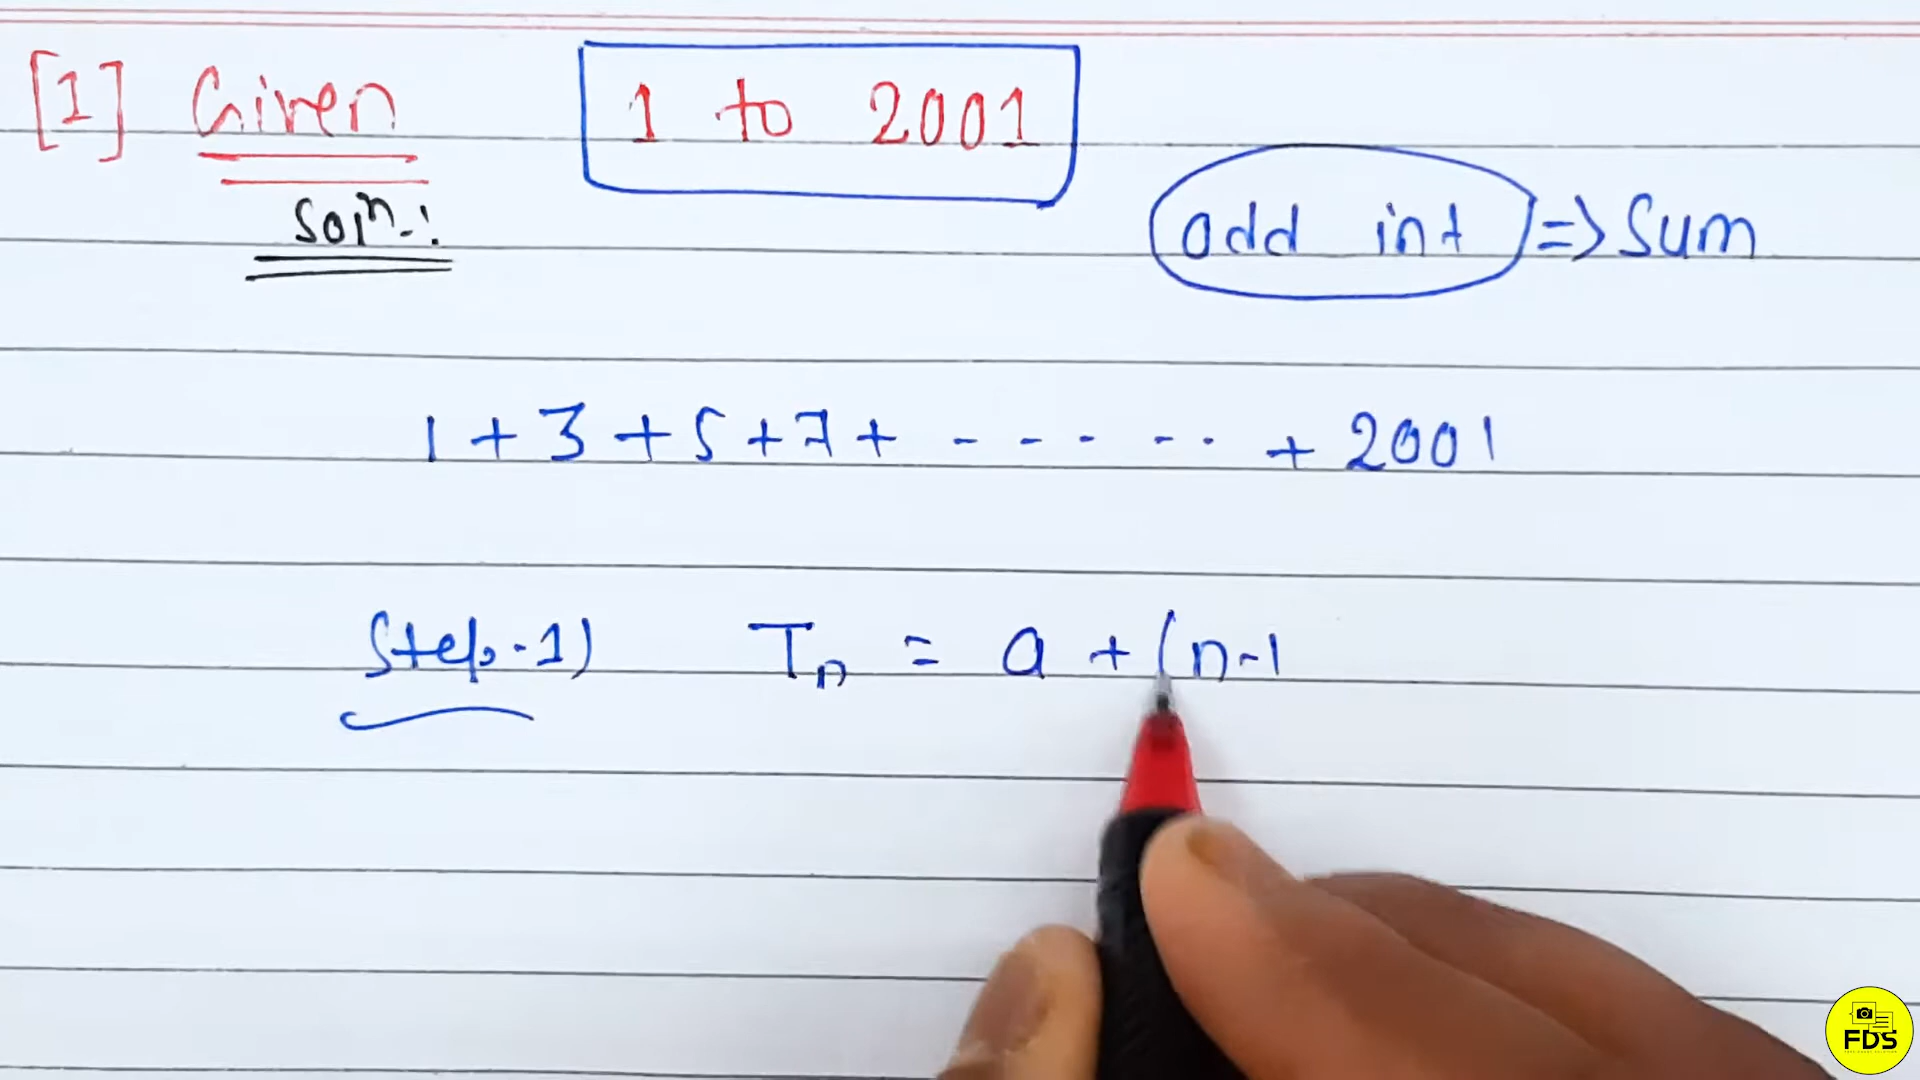 [1] Given 1 to 2001
Soln-:
odd int => Sum
1 + 3 + 5 + 7 + - - - - - - + 2001
Step-1) Tn = a + (n-1
FDS